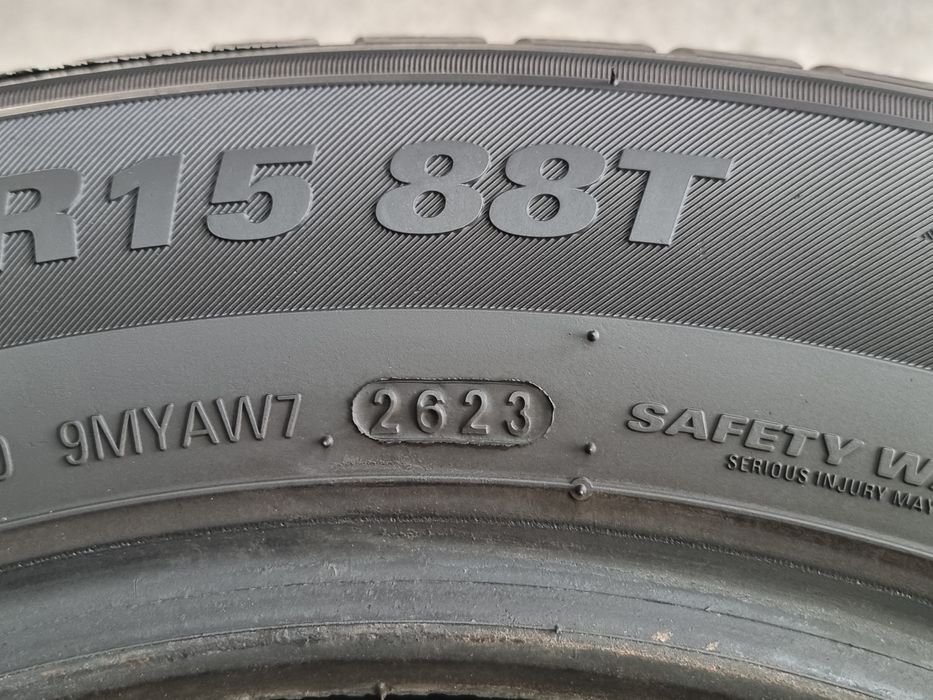 R15 88T
9MYAW7 2623
SAFETY
SERIOUS INJURY MAY